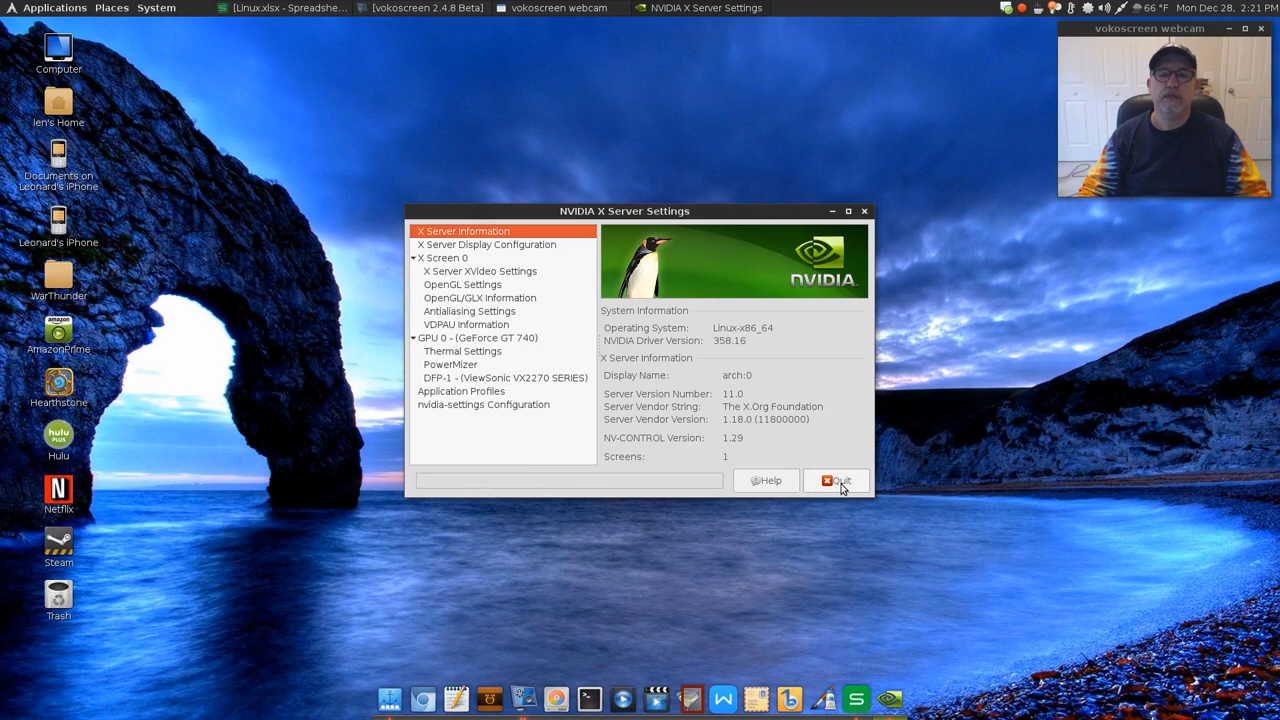 Applications Places System [Linux.xlsx - Spreadshe... [vokoscreen 2.4.8 Beta] vokoscreen webcam NVIDIA X Server Settings 66 °F Mon Dec 28, 2:21 PM
vokoscreen webcam
Computer
len's Home
Documents on
Leonard's iPhone
Leonard's iPhone
WarThunder
AmazonPrime
Hearthstone
hulu
PLUS
Hulu
N
Netflix
Steam
Trash
NVIDIA X Server Settings
X Server Information
X Server Display Configuration
X Screen 0
X Server XVideo Settings
OpenGL Settings
OpenGL/GLX Information
Antialiasing Settings
VDPAU Information
GPU 0 - (GeForce GT 740)
Thermal Settings
PowerMizer
DFP-1 - (ViewSonic VX2270 SERIES)
Application Profiles
nvidia-settings Configuration
NVIDIA
System Information
Operating System: Linux-x86_64
NVIDIA Driver Version: 358.16
X Server Information
Display Name: arch:0
Server Version Number: 11.0
Server Vendor String: The X.Org Foundation
Server Vendor Version: 1.18.0 (11800000)
NV-CONTROL Version: 1.29
Screens: 1
Help Quit